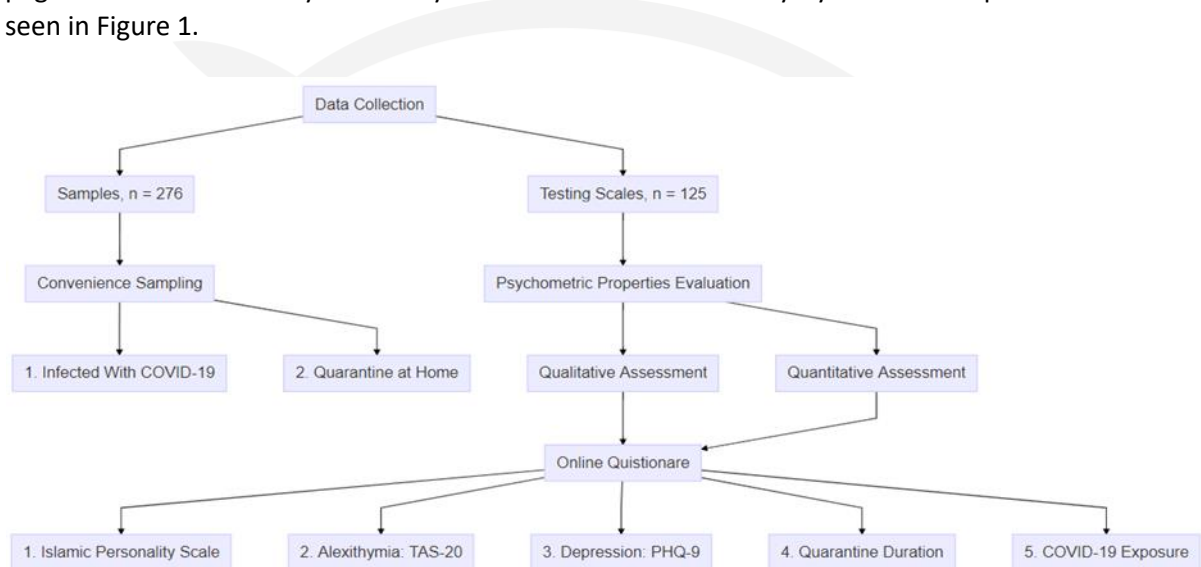 seen in Figure 1.
Data Collection
Samples, n = 276
Testing Scales, n = 125
Convenience Sampling
Psychometric Properties Evaluation
1. Infected With COVID-19
2. Quarantine at Home
Qualitative Assessment
Quantitative Assessment
Online Quistionare
1. Islamic Personality Scale
2. Alexithymia: TAS-20
3. Depression: PHQ-9
4. Quarantine Duration
5. COVID-19 Exposure